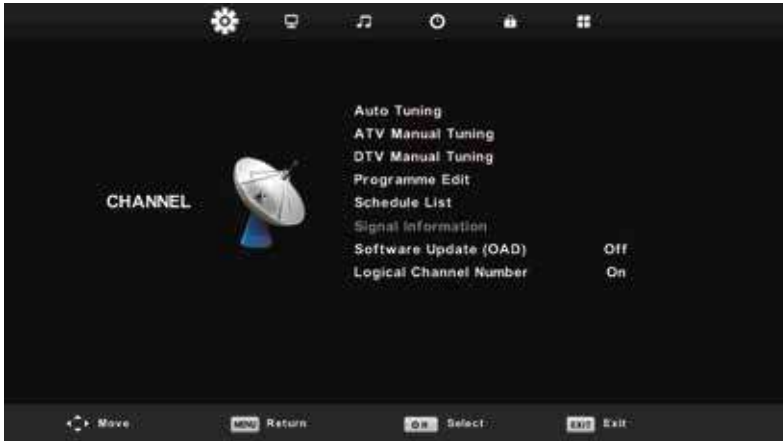 Auto Tuning
ATV Manual Tuning
DTV Manual Tuning
Programme Edit
CHANNEL
Schedule List
Signal Information
Software Update (OAD) Off
Logical Channel Number On
Move MENU Return OK Select EXIT Exit